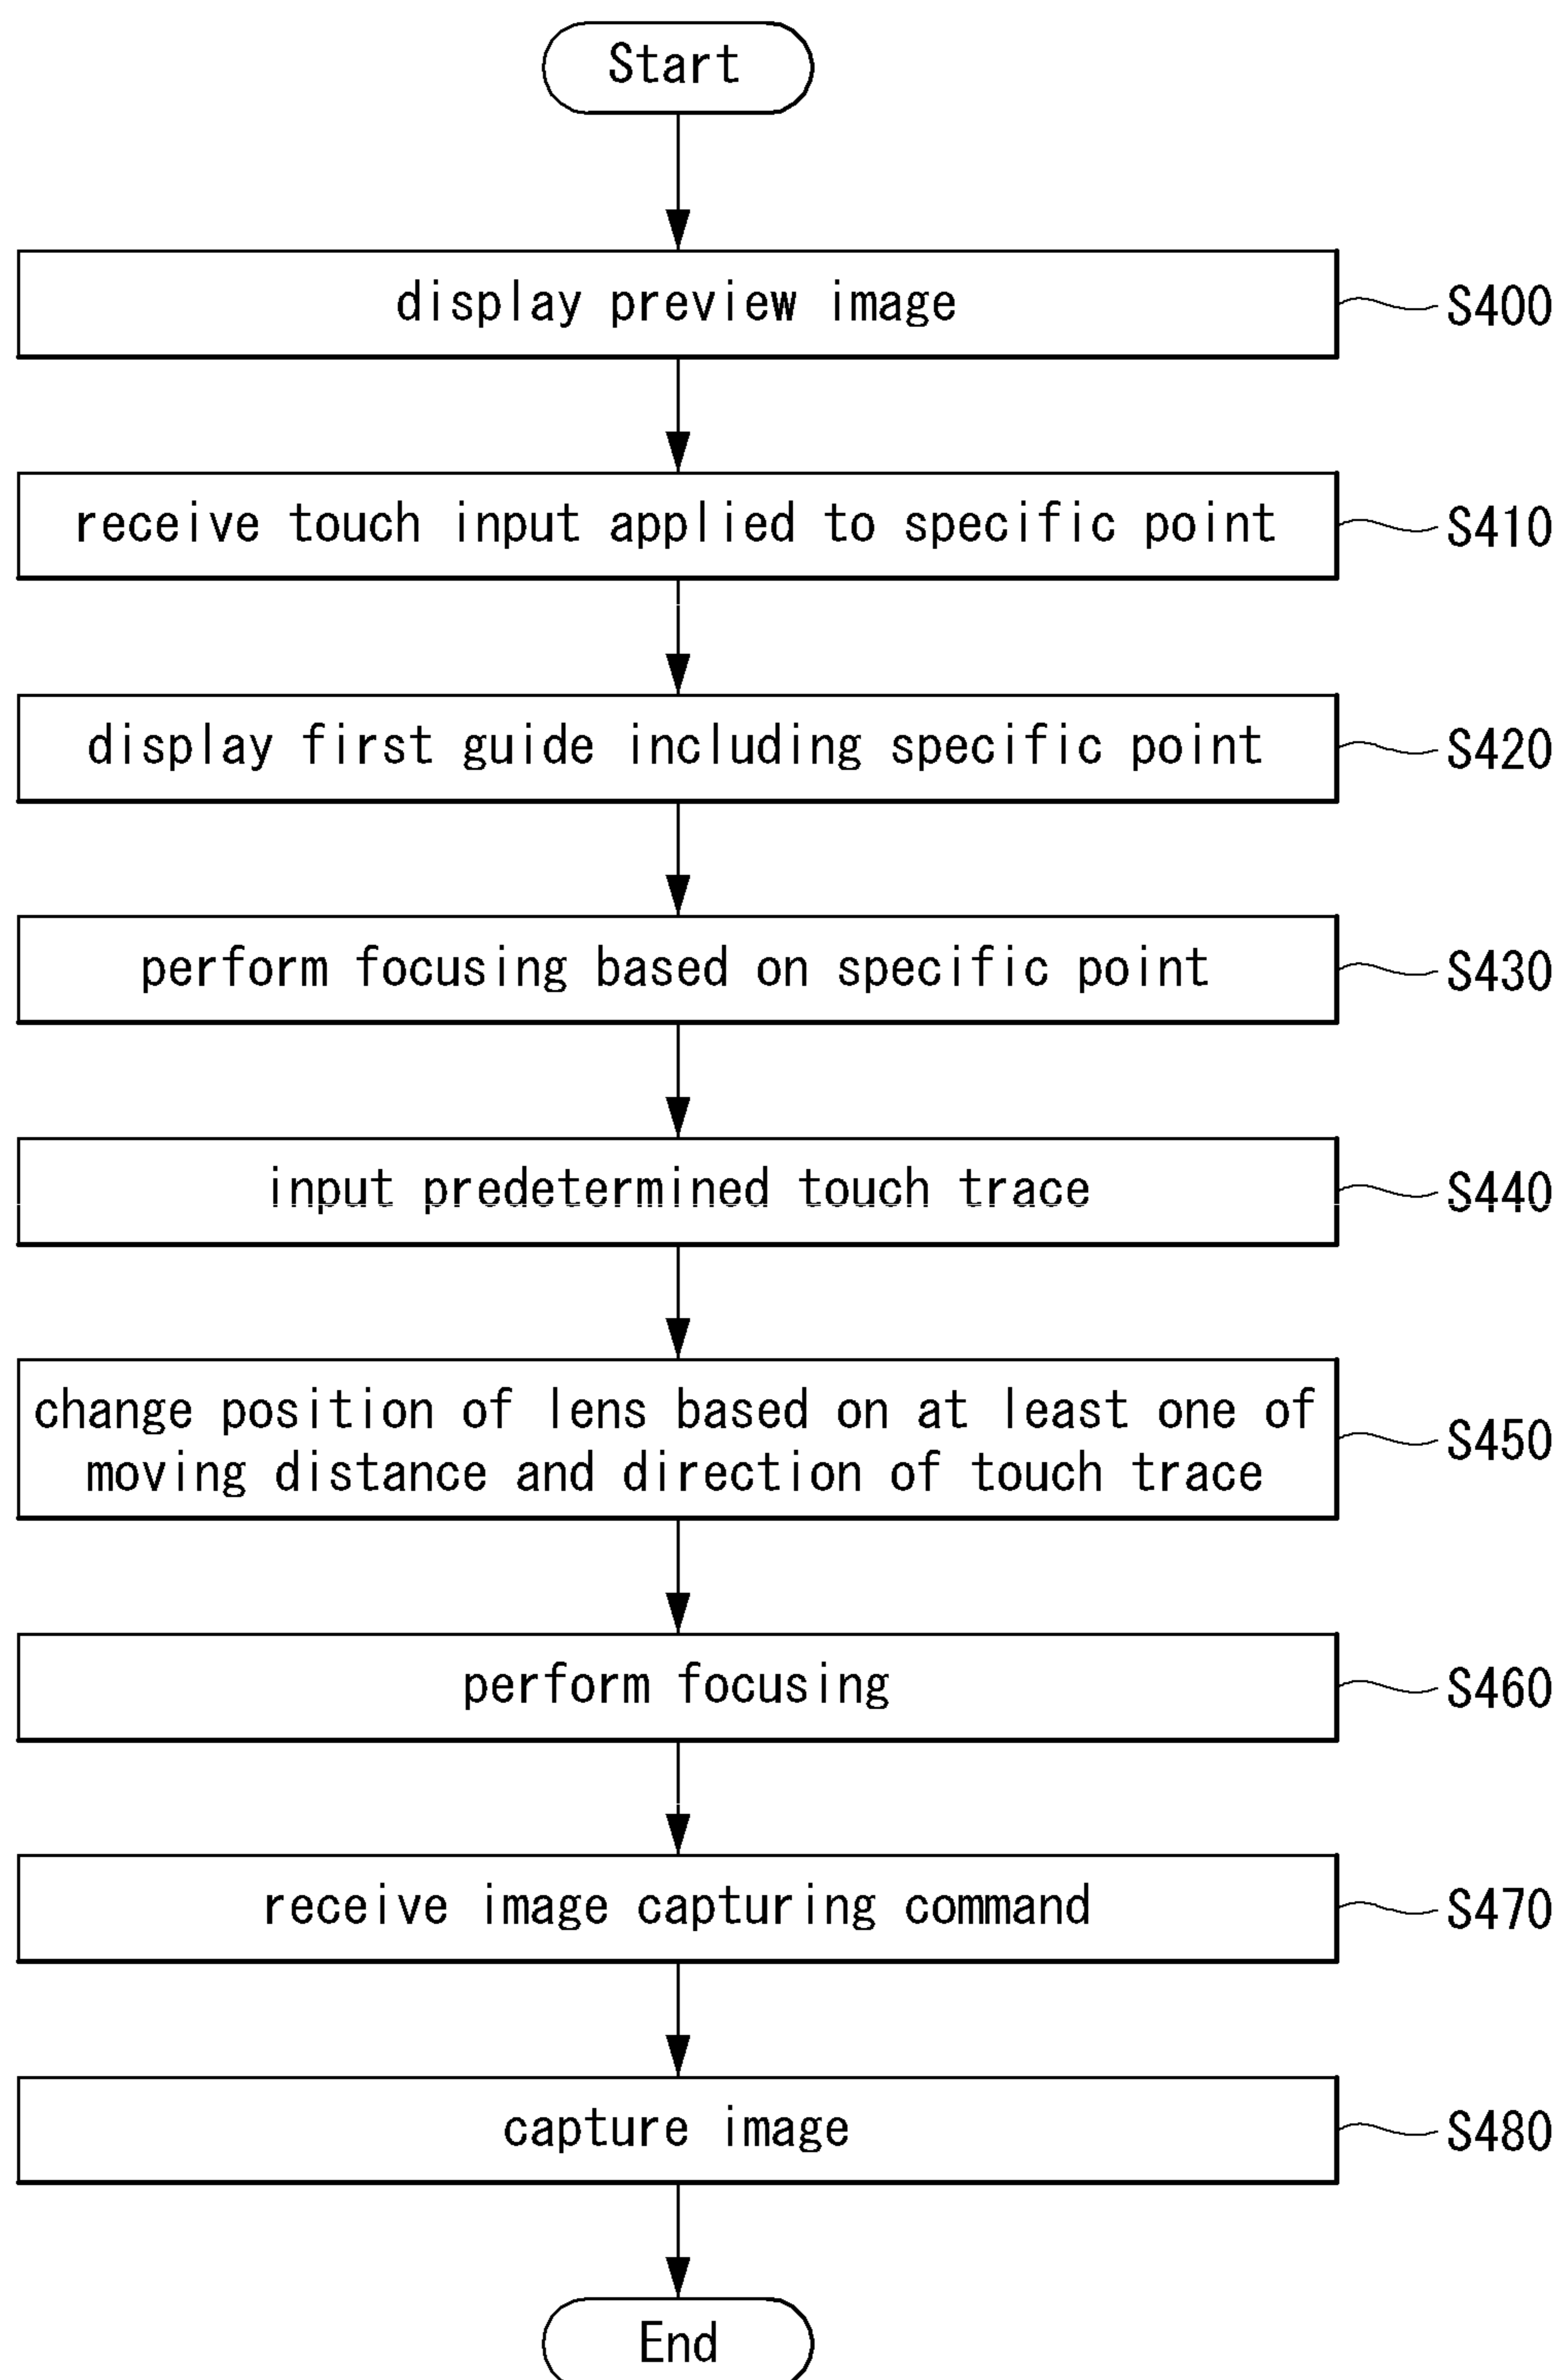 Start
display preview image
S400
receive touch input applied to specific point
S410
display first guide including specific point
S420
perform focusing based on specific point
S430
input predetermined touch trace
S440
change position of lens based on at least one of
moving distance and direction of touch trace
S450
perform focusing
S460
receive image capturing command
S470
capture image
S480
End